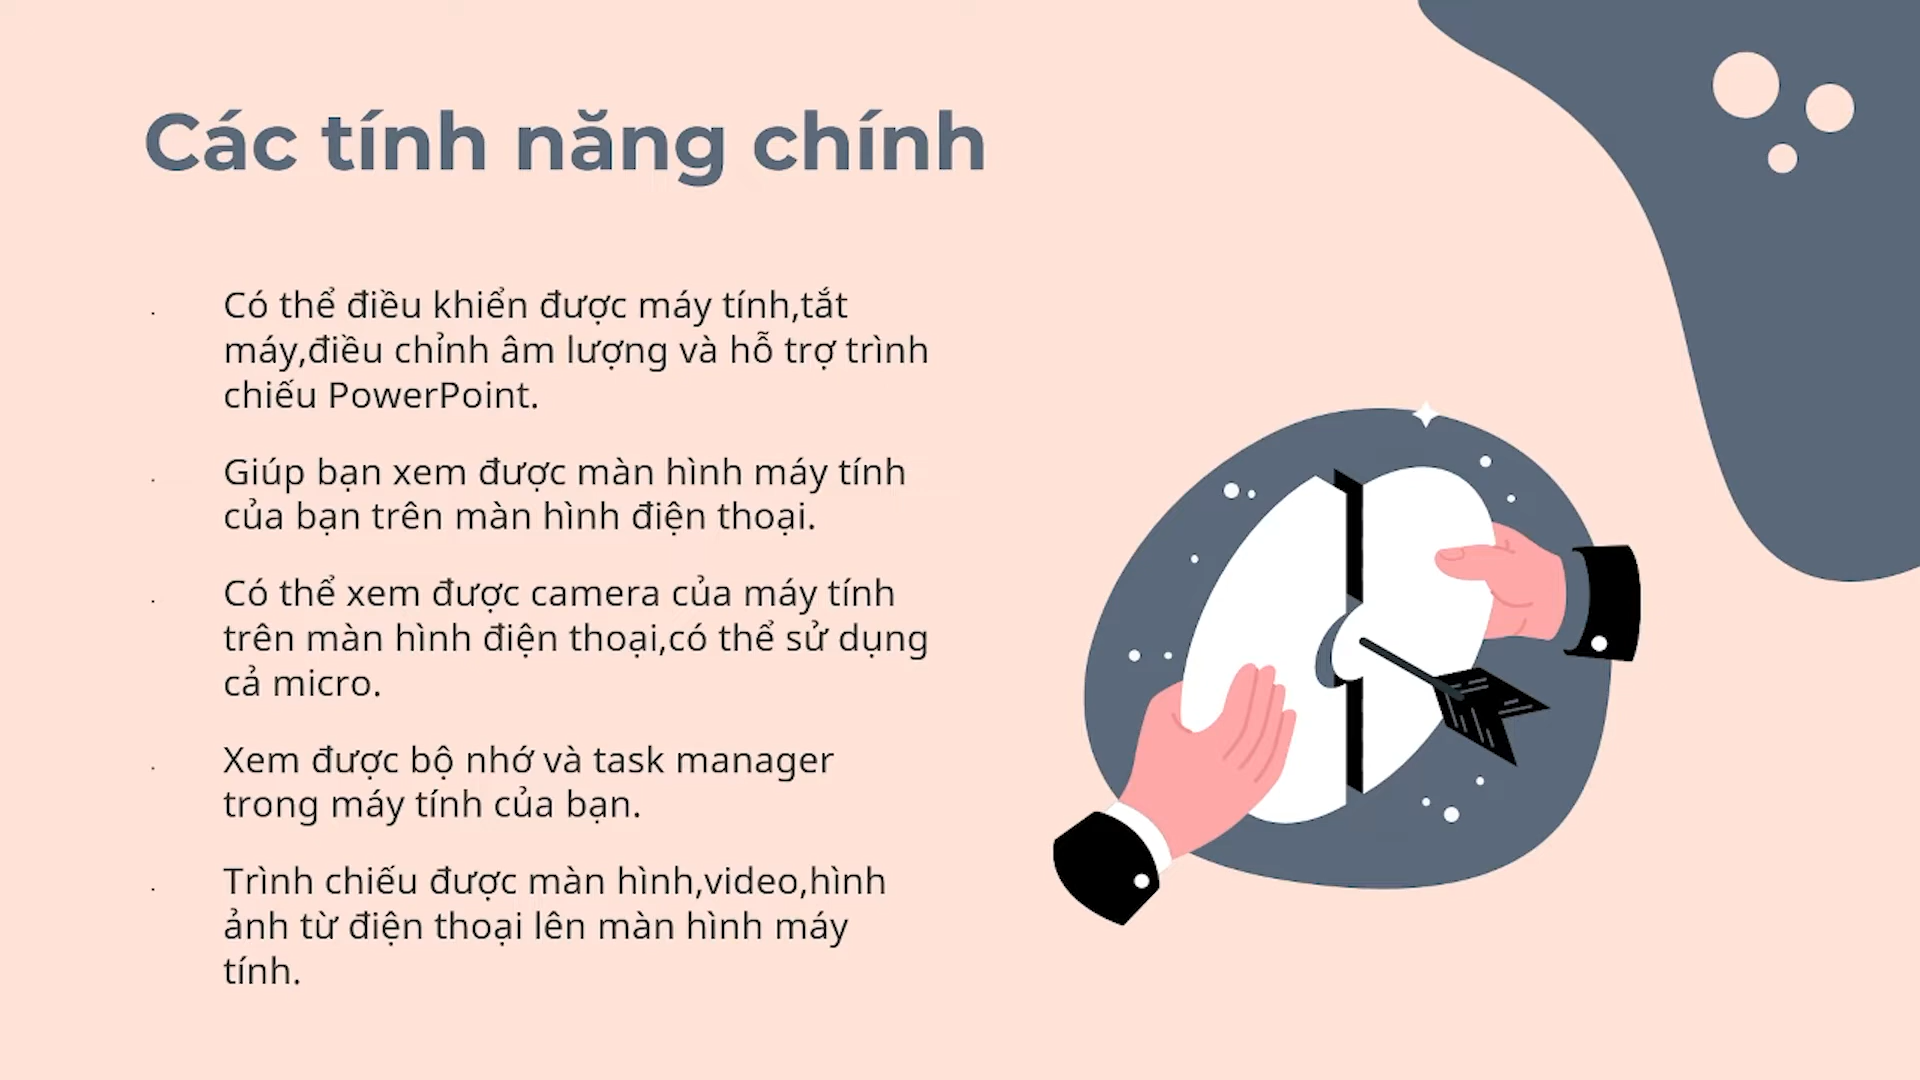 Các tính năng chính
Có thể điều khiển được máy tính,tắt
máy,điều chỉnh âm lượng và hỗ trợ trình
chiếu PowerPoint.
Giúp bạn xem được màn hình máy tính
của bạn trên màn hình điện thoại.
Có thể xem được camera của máy tính
trên màn hình điện thoại,có thể sử dụng
cả micro.
Xem được bộ nhớ và task manager
trong máy tính của bạn.
Trình chiếu được màn hình,video,hình
ảnh từ điện thoại lên màn hình máy
tính.